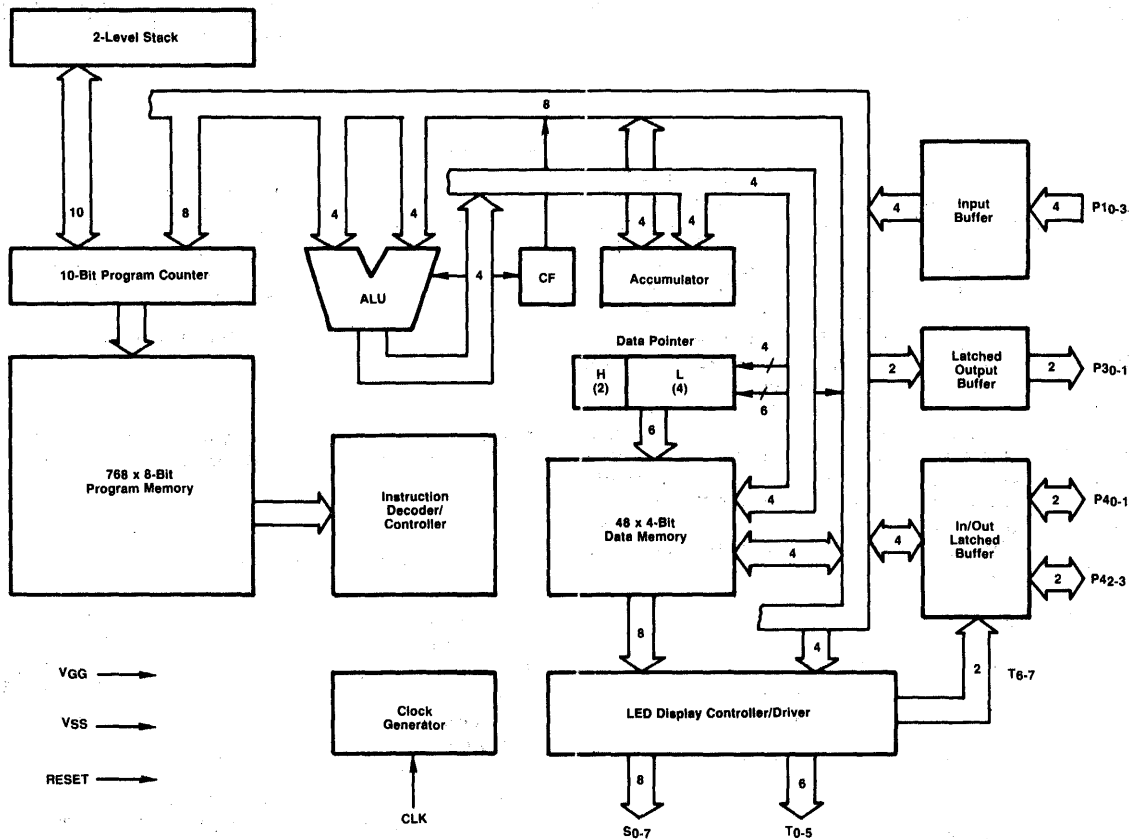 2-Level Stack
8
4
10
8
4
4
4
4
4
10-Bit Program Counter
ALU
CF
Accumulator
Input
Buffer
4
4
P10-3
Data Pointer
H
(2)
L
(4)
4
6
6
Latched
Output
Buffer
2
2
P30-1
768 x 8-Bit
Program Memory
Instruction
Decoder/
Controller
48 x 4-Bit
Data Memory
4
4
4
In/Out
Latched
Buffer
2
P40-1
2
P42-3
8
4
2
T6-7
VGG
VSS
RESET
Clock
Generator
CLK
LED Display Controller/Driver
8
6
S0-7
T0-5